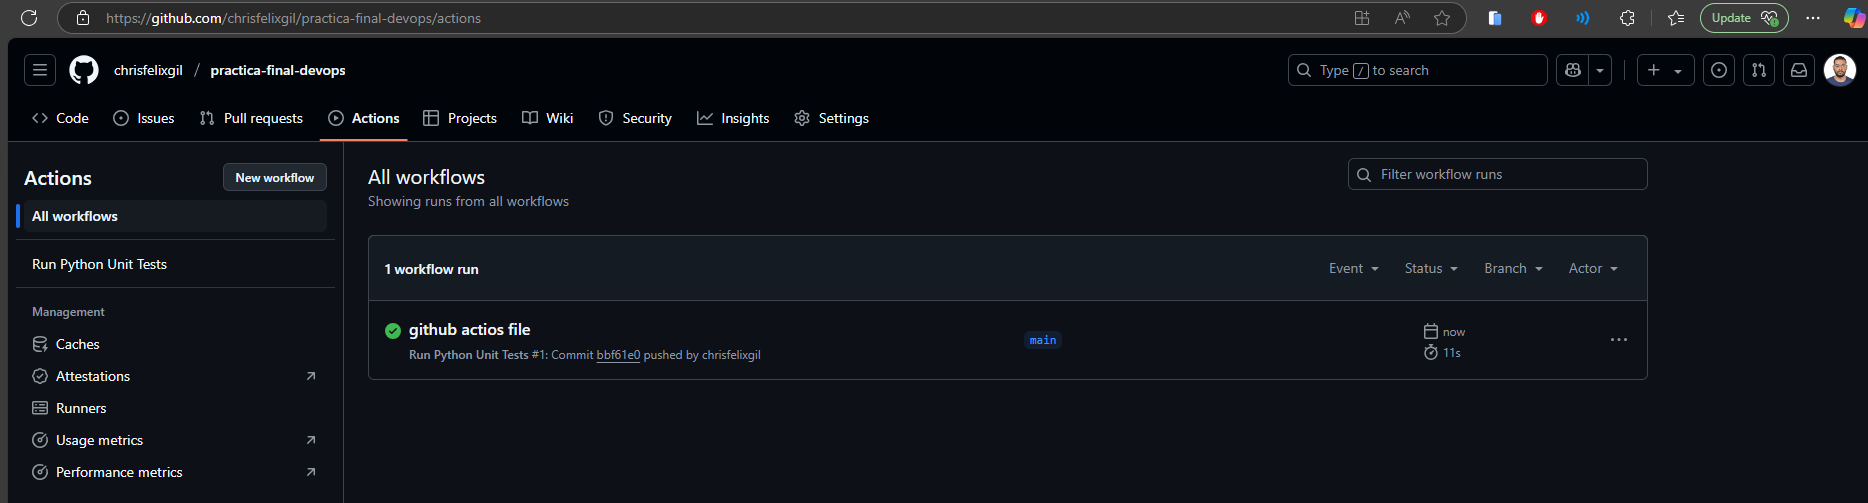 https://github.com/chrisfelixgil/practica-final-devops/actions
Update
chrisfelixgil / practica-final-devops
Type / to search
Code
Issues
Pull requests
Actions
Projects
Wiki
Security
Insights
Settings
Actions
New workflow
All workflows
Run Python Unit Tests
Management
Caches
Attestations
Runners
Usage metrics
Performance metrics
All workflows
Showing runs from all workflows
Filter workflow runs
1 workflow run
Event
Status
Branch
Actor
github actios file
Run Python Unit Tests #1: Commit bbf61e0 pushed by chrisfelixgil
main
now
11s